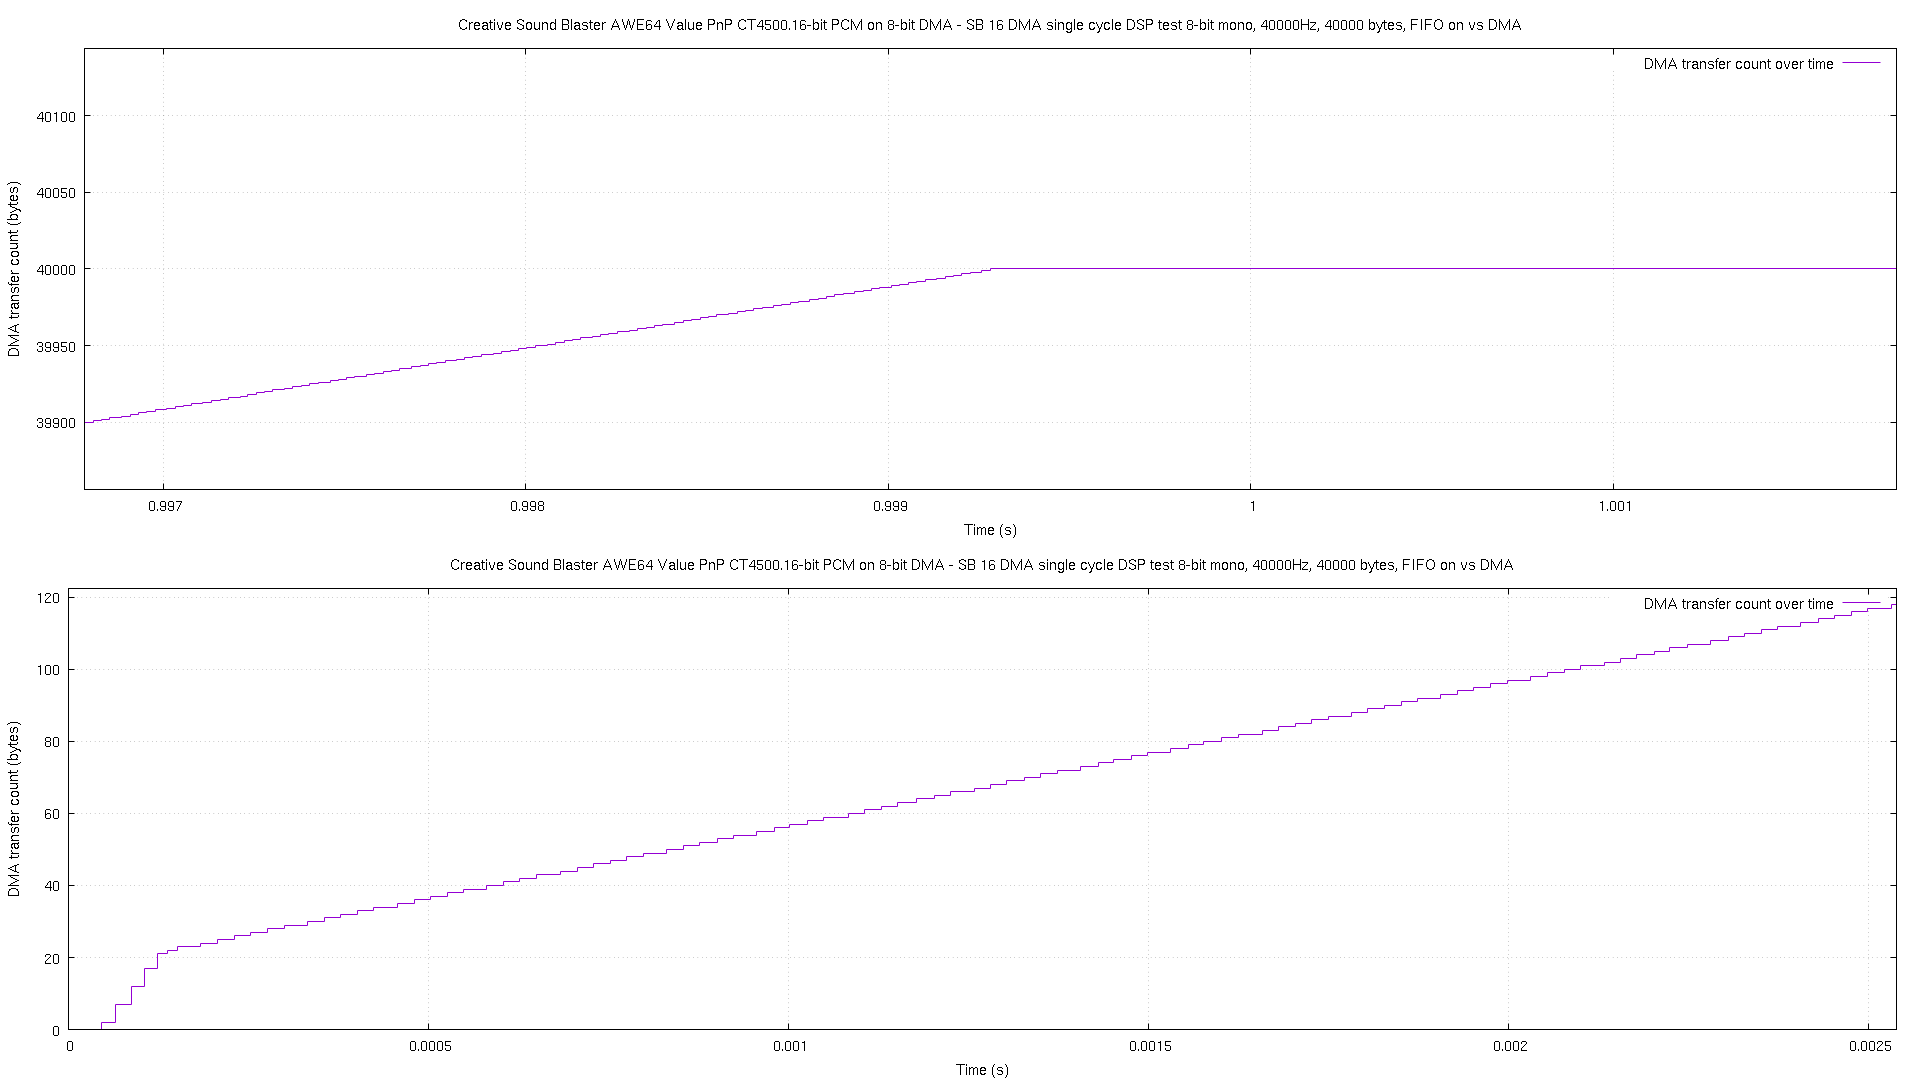 Creative Sound Blaster AWE64 Value PnP CT4500.16-bit PCM on 8-bit DMA - SB 16 DMA single cycle DSP test 8-bit mono, 40000Hz, 40000 bytes, FIFO on vs DMA
DMA transfer count over time
40100
40050
40000
39950
39900
DMA transfer count (bytes)
0.997 0.998 0.999 1 1.001
Time (s)
Creative Sound Blaster AWE64 Value PnP CT4500.16-bit PCM on 8-bit DMA - SB 16 DMA single cycle DSP test 8-bit mono, 40000Hz, 40000 bytes, FIFO on vs DMA
DMA transfer count over time
120
100
80
60
40
20
0
DMA transfer count (bytes)
0 0.0005 0.001 0.0015 0.002 0.0025
Time (s)